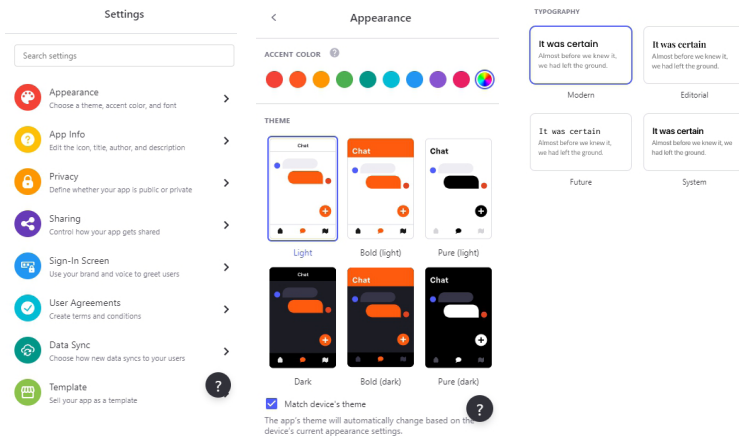 Settings
Search settings
Appearance
Choose a theme, accent color, and font
App Info
Edit the icon, title, author, and description
Privacy
Define whether your app is public or private
Sharing
Control how your app gets shared
Sign-In Screen
Use your brand and voice to greet users
User Agreements
Create terms and conditions
Data Sync
Choose how new data syncs to your users
Template
Sell your app as a template
?
Appearance
ACCENT COLOR ?
THEME
Chat
Chat
Chat
Light
Bold (light)
Pure (light)
Chat
Chat
Chat
Dark
Bold (dark)
Pure (dark)
Match device's theme
The app's theme will automatically change based on the
device's current appearance settings.
?
TYPOGRAPHY
It was certain
Almost before we knew it,
we had left the ground.
Modern
It was certain
Almost before we knew it,
we had left the ground.
Editorial
It was certain
Almost before we knew it,
we had left the ground.
Future
It was certain
Almost before we knew it, we
had left the ground.
System